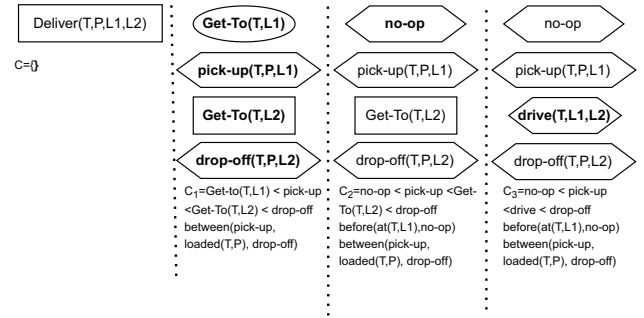 Deliver(T,P,L1,L2)
C={}
Get-To(T,L1)
pick-up(T,P,L1)
Get-To(T,L2)
drop-off(T,P,L2)
C₁=Get-to(T,L1) < pick-up
<Get-To(T,L2) < drop-off
between(pick-up,
loaded(T,P), drop-off)
no-op
pick-up(T,P,L1)
Get-To(T,L2)
drop-off(T,P,L2)
C₂=no-op < pick-up <Get-
To(T,L2) < drop-off
before(at(T,L1),no-op)
between(pick-up,
loaded(T,P), drop-off)
no-op
pick-up(T,P,L1)
drive(T,L1,L2)
drop-off(T,P,L2)
C₃=no-op < pick-up
<drive < drop-off
before(at(T,L1),no-op)
between(pick-up,
loaded(T,P), drop-off)